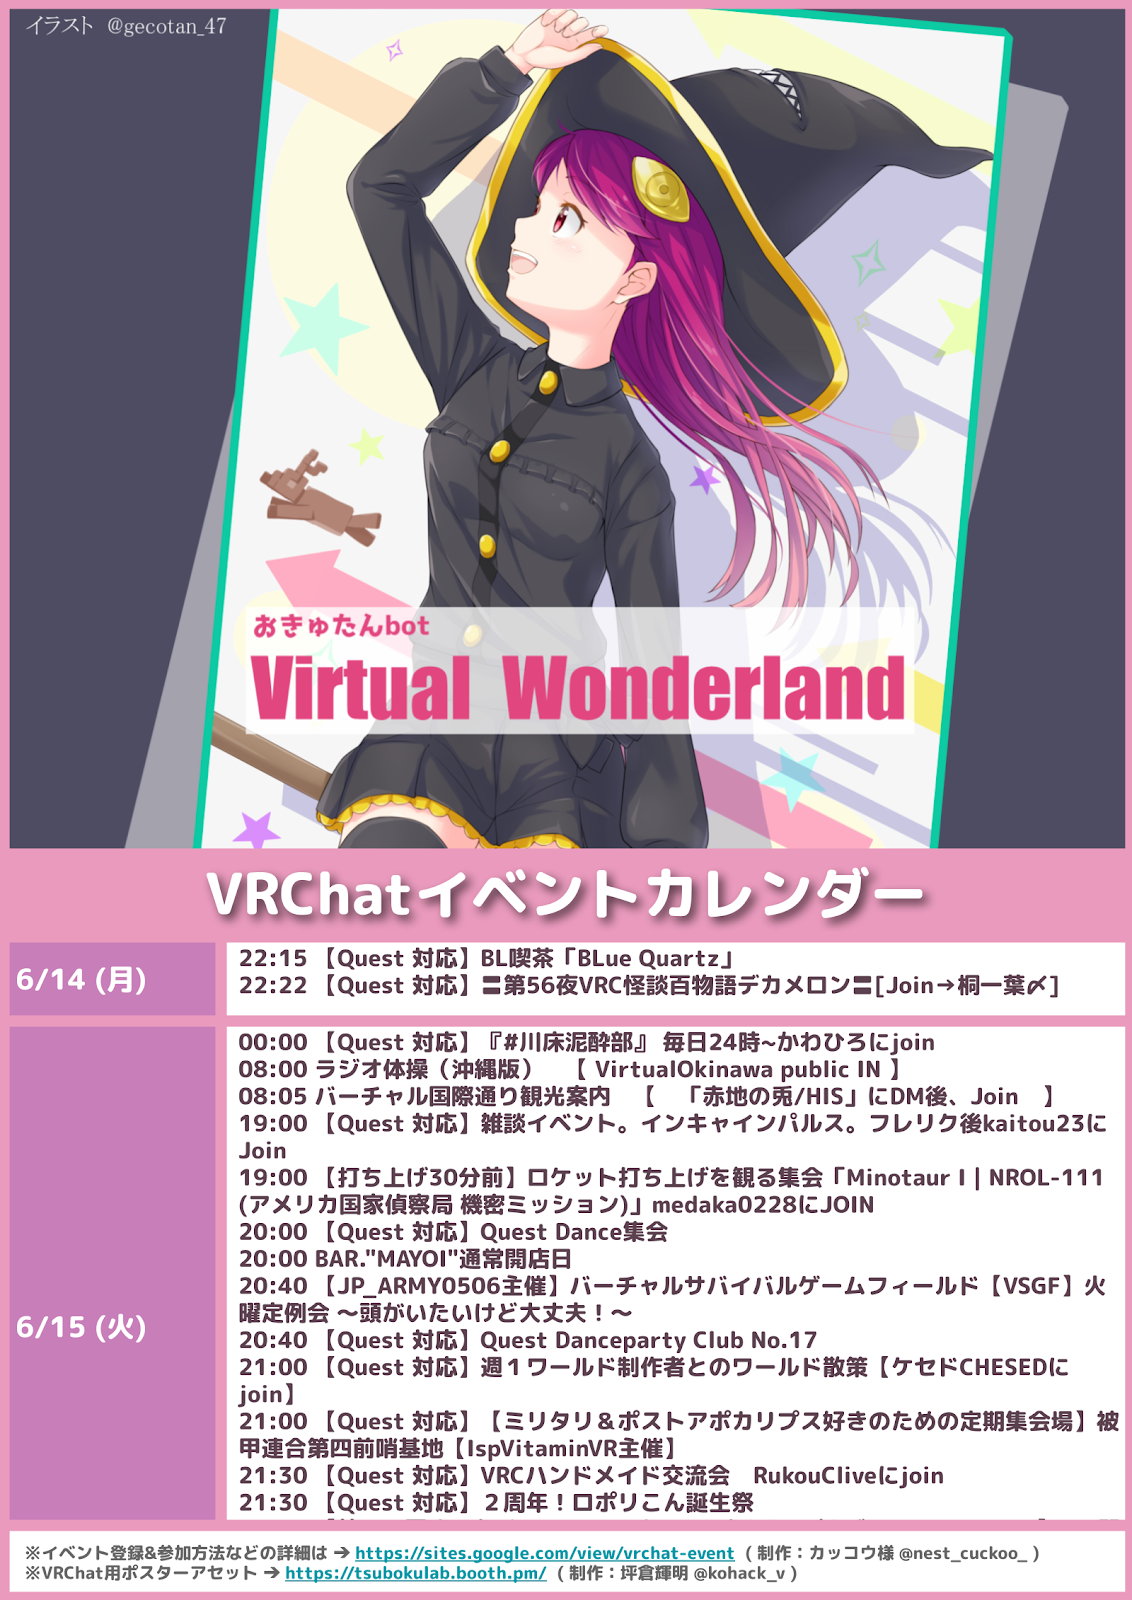 イラスト @gecotan_47
おきゅたんbot
Virtual Wonderland
VRChatイベントカレンダー
6/14 (月)
22:15 【Quest 対応】BL喫茶「BLue Quartz」
22:22 【Quest 対応】〓第56夜VRC怪談百物語デカメロン〓[Join→桐一葉〆]
6/15 (火)
00:00 【Quest 対応】『#川床泥酔部』 毎日24時~かわひろにjoin
08:00 ラジオ体操（沖縄版） 【 VirtualOkinawa public IN 】
08:05 バーチャル国際通り観光案内 【 「赤地の兎/HIS」にDM後、Join 】
19:00 【Quest 対応】雑談イベント。インキャインパルス。フレリク後kaitou23に
Join
19:00 【打ち上げ30分前】ロケット打ち上げを観る集会「Minotaur I | NROL-111
(アメリカ国家偵察局 機密ミッション)」medaka0228にJOIN
20:00 【Quest 対応】Quest Dance集会
20:00 BAR."MAYOI"通常開店日
20:40 【JP_ARMY0506主催】バーチャルサバイバルゲームフィールド【VSGF】火
曜定例会 〜頭がいたいけど大丈夫！〜
20:40 【Quest 対応】Quest Danceparty Club No.17
21:00 【Quest 対応】週１ワールド制作者とのワールド散策【ケセドCHESEDに
join】
21:00 【Quest 対応】【ミリタリ＆ポストアポカリプス好きのための定期集会場】被
甲連合第四前哨基地【IspVitaminVR主催】
21:30 【Quest 対応】VRCハンドメイド交流会 RukouCliveにjoin
21:30 【Quest 対応】２周年！ロポリこん誕生祭
※イベント登録&参加方法などの詳細は → https://sites.google.com/view/vrchat-event ( 制作：カッコウ様 @nest_cuckoo_ )
※VRChat用ポスターアセット → https://tsubokulab.booth.pm/ ( 制作：坪倉輝明 @kohack_v )